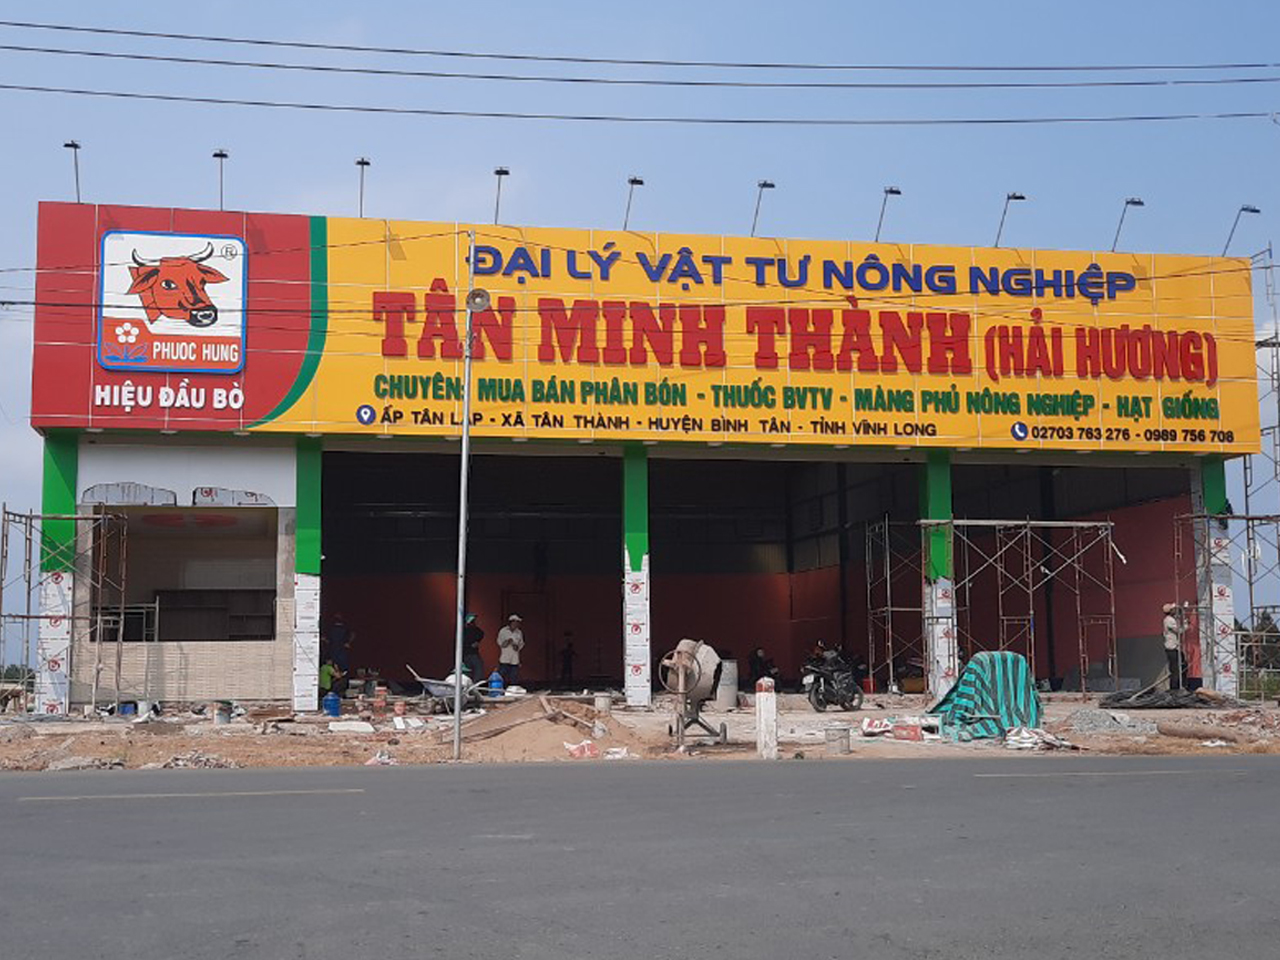 ĐẠI LÝ VẬT TƯ NÔNG NGHIỆP
TÂN MINH THÀNH (HẢI HƯƠNG)
CHUYÊN: MUA BÁN PHÂN BÓN - THUỐC BVTV - MÀNG PHỦ NÔNG NGHIỆP - HẠT GIỐNG
ẤP TÂN LẬP - XÃ TÂN THÀNH - HUYỆN BÌNH TÂN - TỈNH VĨNH LONG
02703 763 276 - 0989 756 708
®
PHUOC HUNG
HIỆU ĐẦU BÒ